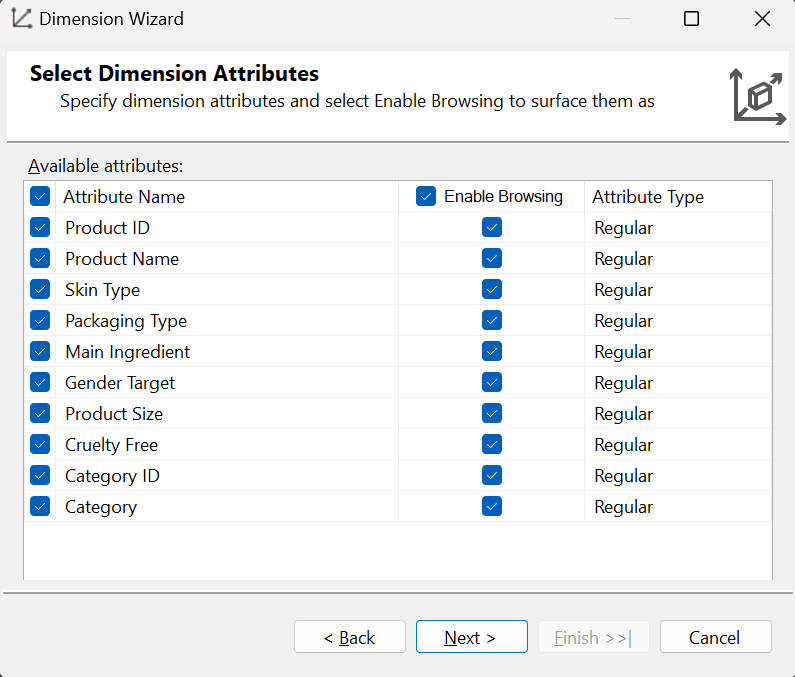 Dimension Wizard
Select Dimension Attributes
Specify dimension attributes and select Enable Browsing to surface them as
Available attributes:
Attribute Name Enable Browsing Attribute Type
Product ID Regular
Product Name Regular
Skin Type Regular
Packaging Type Regular
Main Ingredient Regular
Gender Target Regular
Product Size Regular
Cruelty Free Regular
Category ID Regular
Category Regular
< Back Next > Finish >>| Cancel